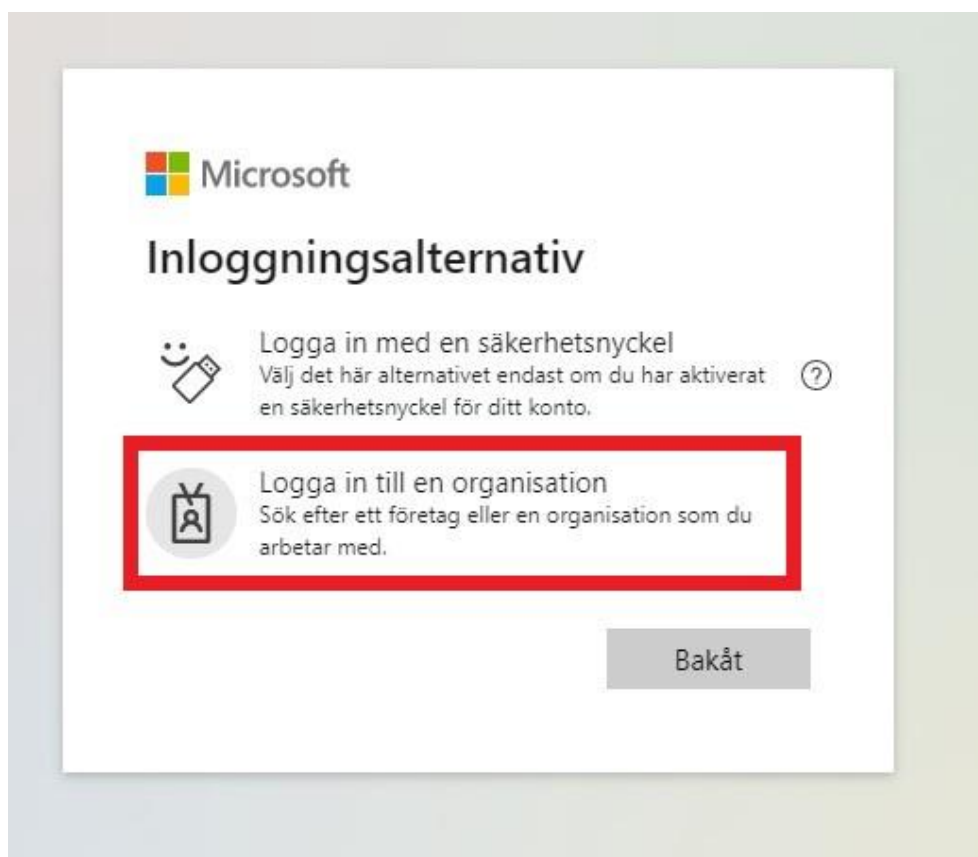 Microsoft
Inloggningsalternativ
Logga in med en säkerhetsnyckel
Välj det här alternativet endast om du har aktiverat
en säkerhetsnyckel för ditt konto.
?
Logga in till en organisation
Sök efter ett företag eller en organisation som du
arbetar med.
Bakåt